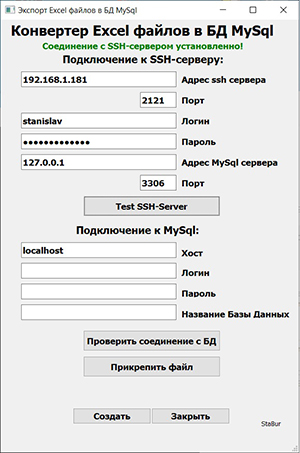 Экспорт Excel файлов в БД MySql
Конвертер Excel файлов в БД MySql
Соединение с SSH-сервером установлено!
Подключение к SSH-серверу:
192.168.1.181 Адрес ssh сервера
2121 Порт
stanislav Логин
●●●●●●●●●●●●● Пароль
127.0.0.1 Адрес MySql сервера
3306 Порт
Test SSH-Server
Подключение к MySql:
localhost Хост
Логин
Пароль
Название Базы Данных
Проверить соединение с БД
Прикрепить файл
Создать Закрыть
StaBur